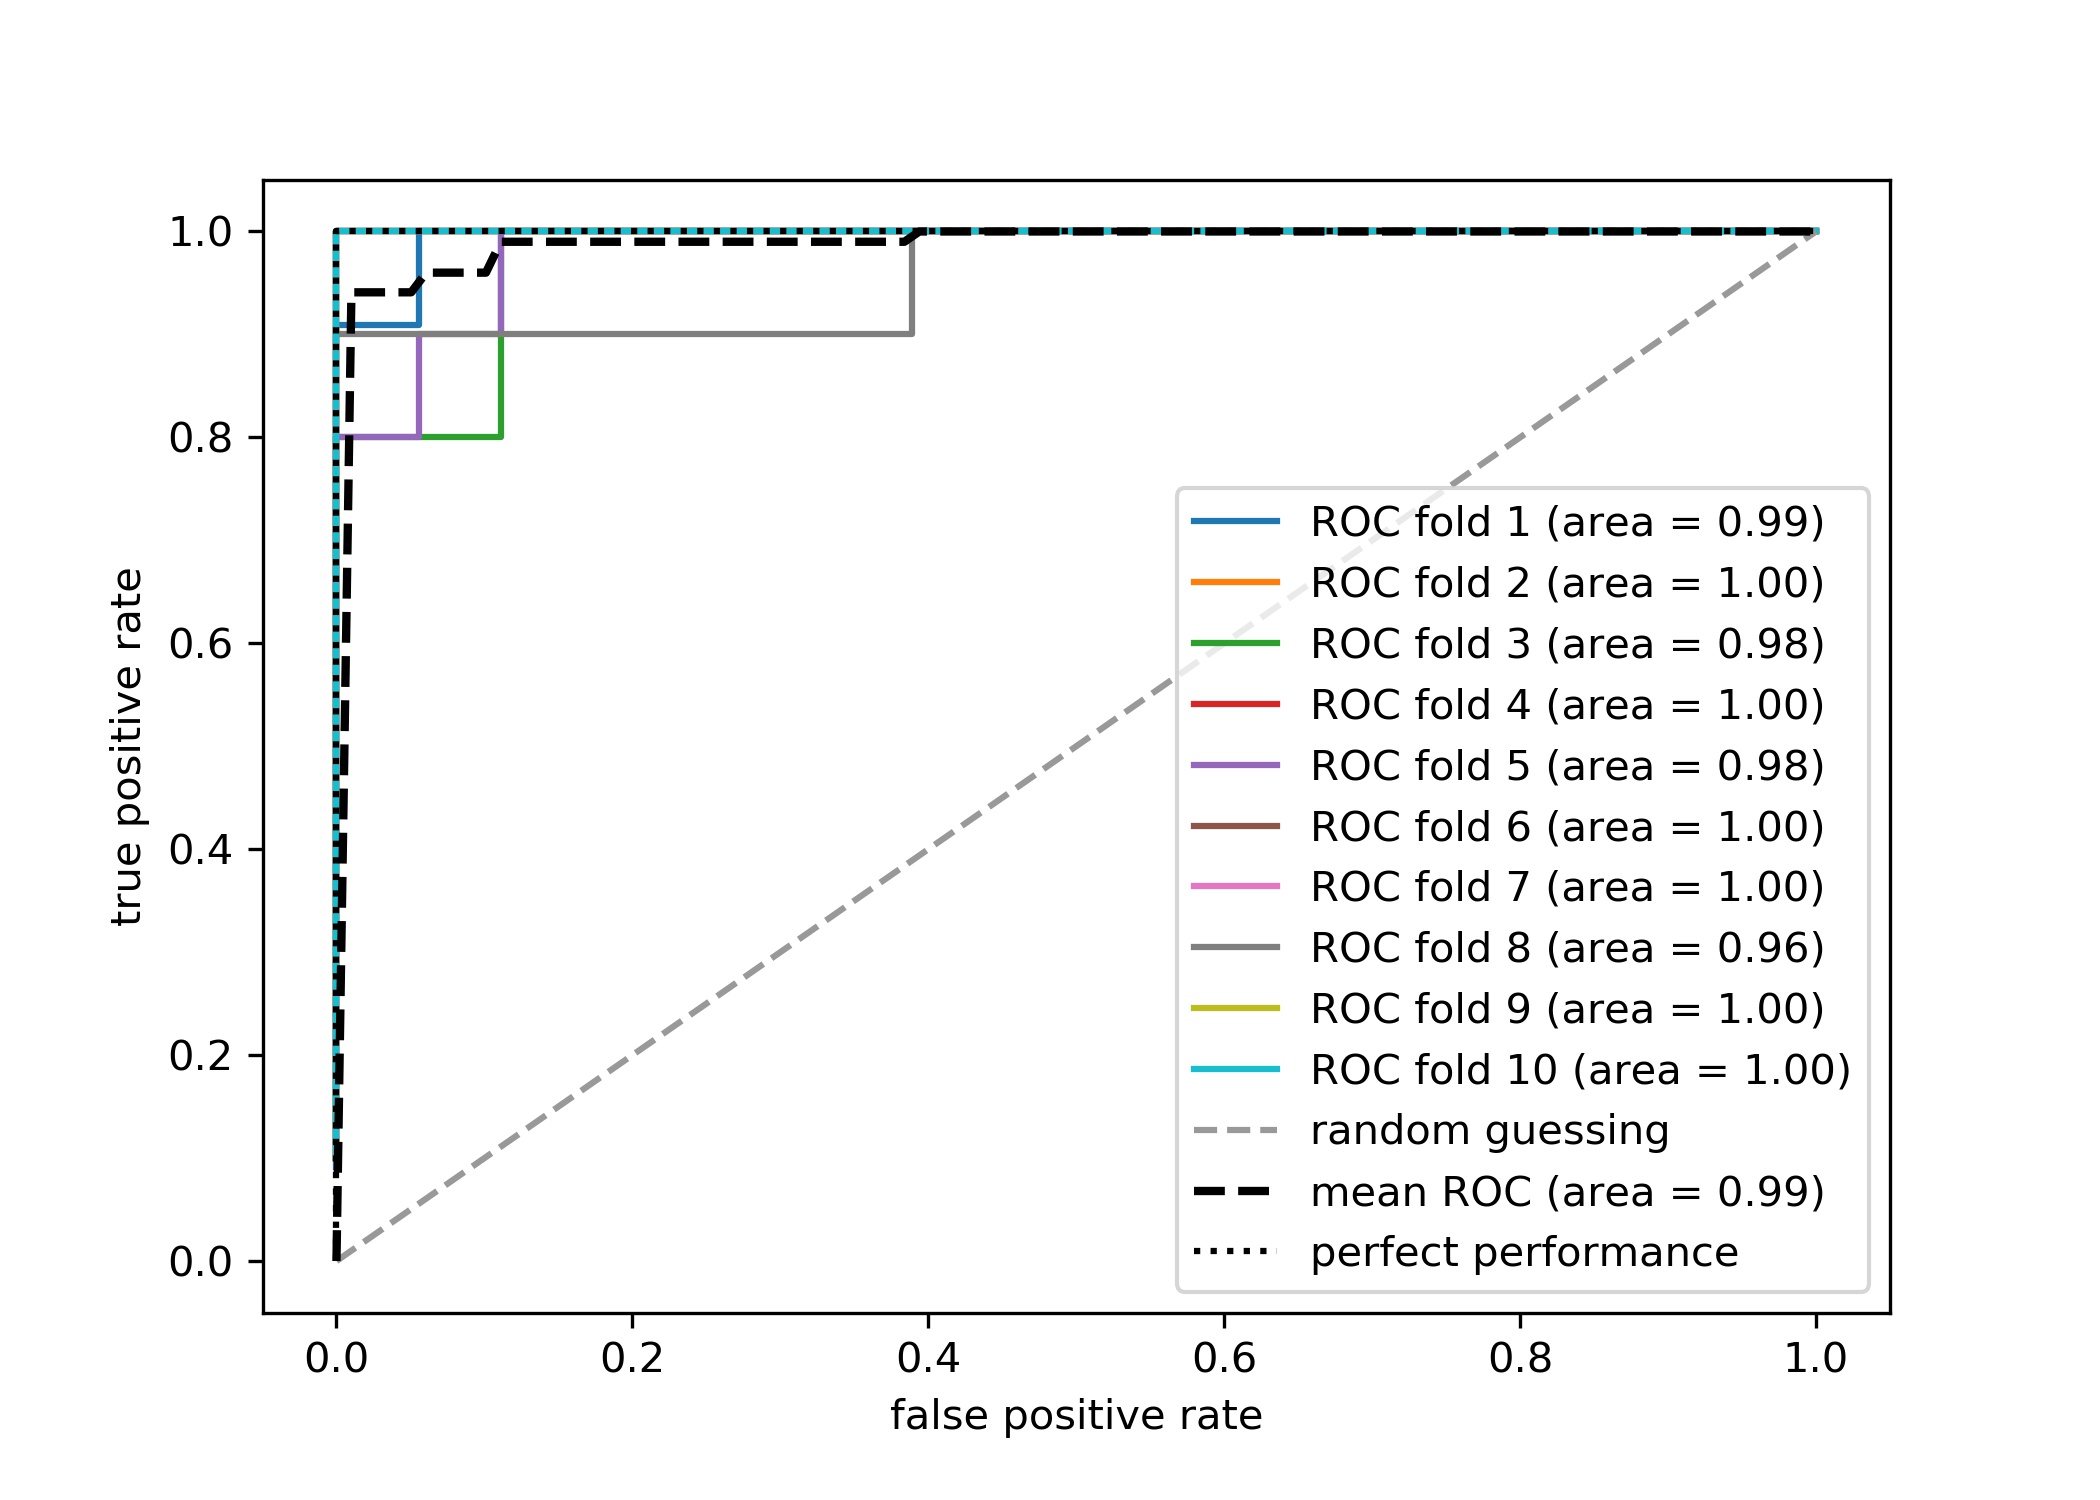 1.0
0.8
0.6
0.4
0.2
0.0
true positive rate
ROC fold 1 (area = 0.99)
ROC fold 2 (area = 1.00)
ROC fold 3 (area = 0.98)
ROC fold 4 (area = 1.00)
ROC fold 5 (area = 0.98)
ROC fold 6 (area = 1.00)
ROC fold 7 (area = 1.00)
ROC fold 8 (area = 0.96)
ROC fold 9 (area = 1.00)
ROC fold 10 (area = 1.00)
random guessing
mean ROC (area = 0.99)
perfect performance
0.0 0.2 0.4 0.6 0.8 1.0
false positive rate